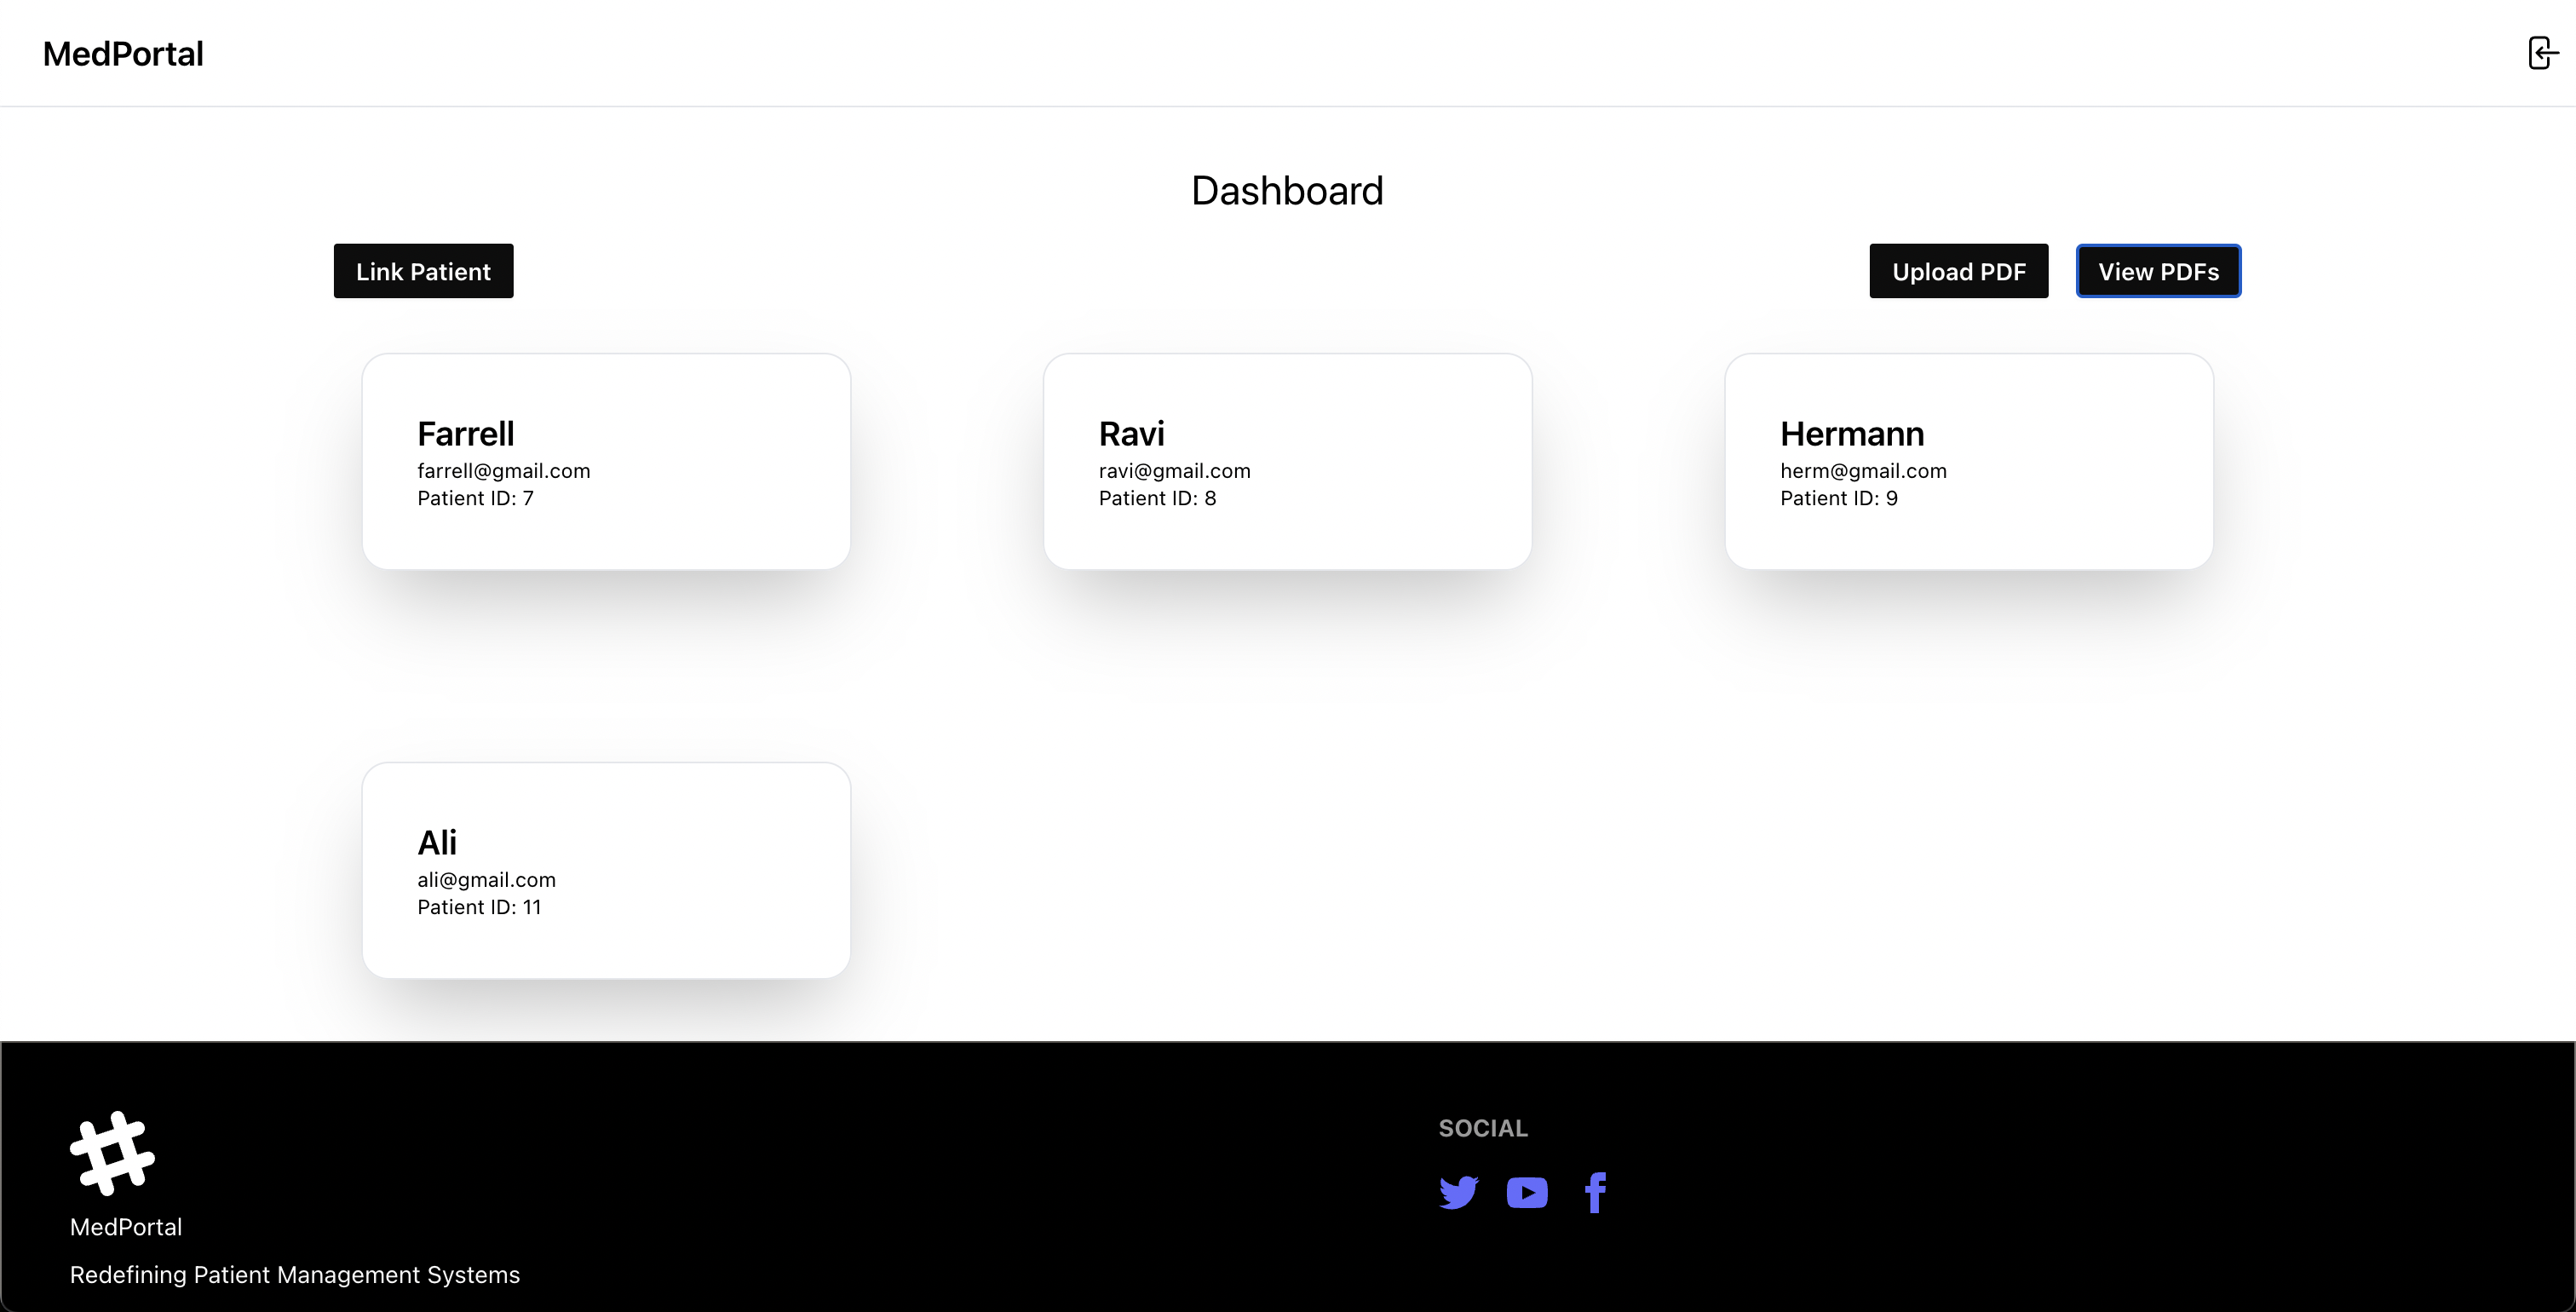 MedPortal
Dashboard
Link Patient
Upload PDF
View PDFs
Farrell
farrell@gmail.com
Patient ID: 7
Ravi
ravi@gmail.com
Patient ID: 8
Hermann
herm@gmail.com
Patient ID: 9
Ali
ali@gmail.com
Patient ID: 11
MedPortal
Redefining Patient Management Systems
SOCIAL